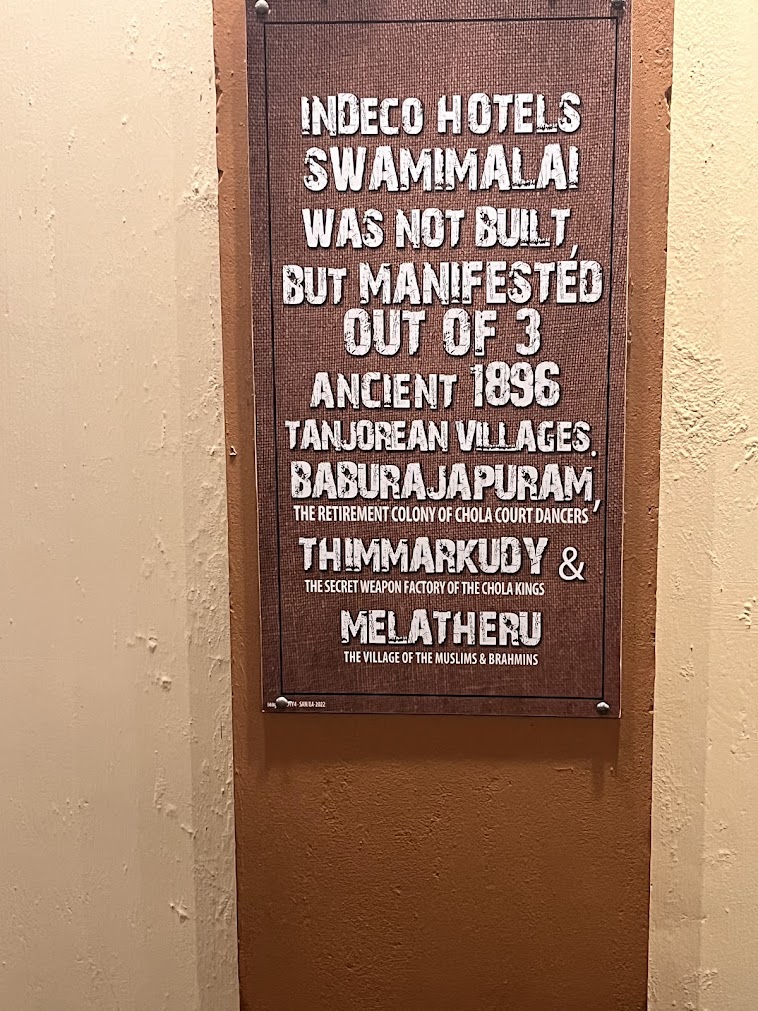 INDECO HOTELS
SWAMIMALAI
WAS NOT BUILT,
BUT MANIFESTED
OUT OF 3
ANCIENT 1896
TANJOREAN VILLAGES.
BABURAJAPURAM,
THE RETIREMENT COLONY OF CHOLA COURT DANCERS
THIMMARKUDY &
THE SECRET WEAPON FACTORY OF THE CHOLA KINGS
MELATHERU
THE VILLAGE OF THE MUSLIMS & BRAHMINS